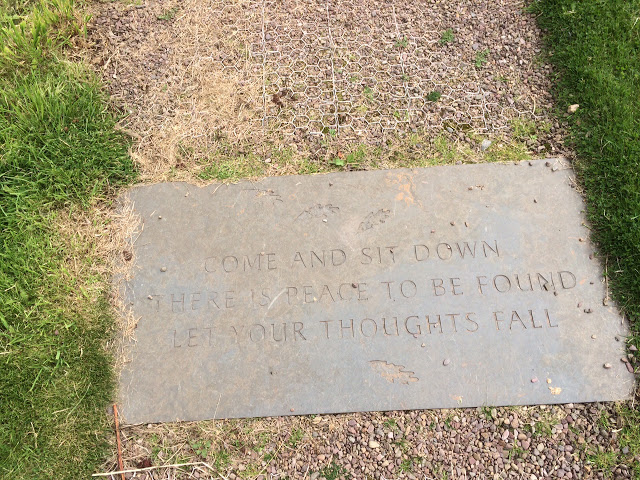 COME AND SIT DOWN
THERE IS PEACE TO BE FOUND
LET YOUR THOUGHTS FALL